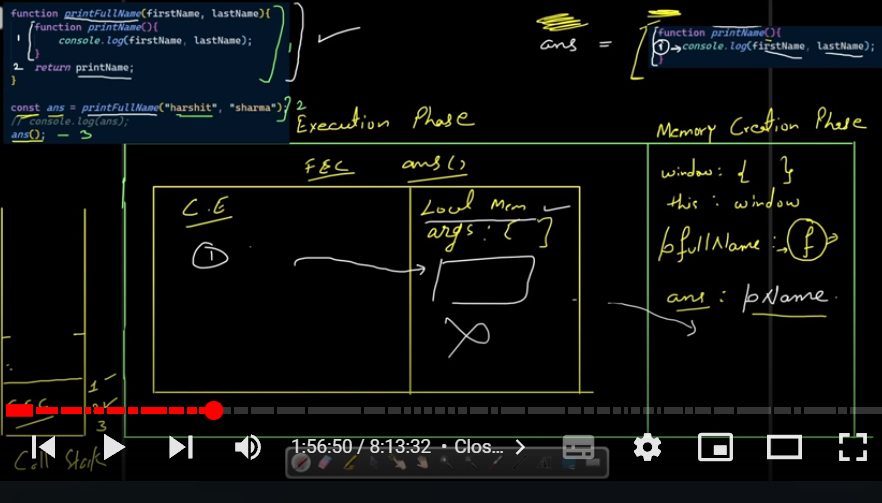 function printFullName(firstName, lastName){
1 function printName(){
console.log(firstName, lastName);
}
2 return printName;
}
1
const ans = printFullName("harshit", "sharma"); 2
// console.log(ans);
ans(); - 3
ans =
function printName(){
1 → console.log(firstName, lastName);
}
Execution Phase
Memory Creation Phase
FEC ans()
C.E
Local Mem
args: [ ]
1
window: { }
this: window
pfullName: f
ans : pName
1
2
3
GEC
Call Stack
1:56:50 / 8:13:32 • Clos... >